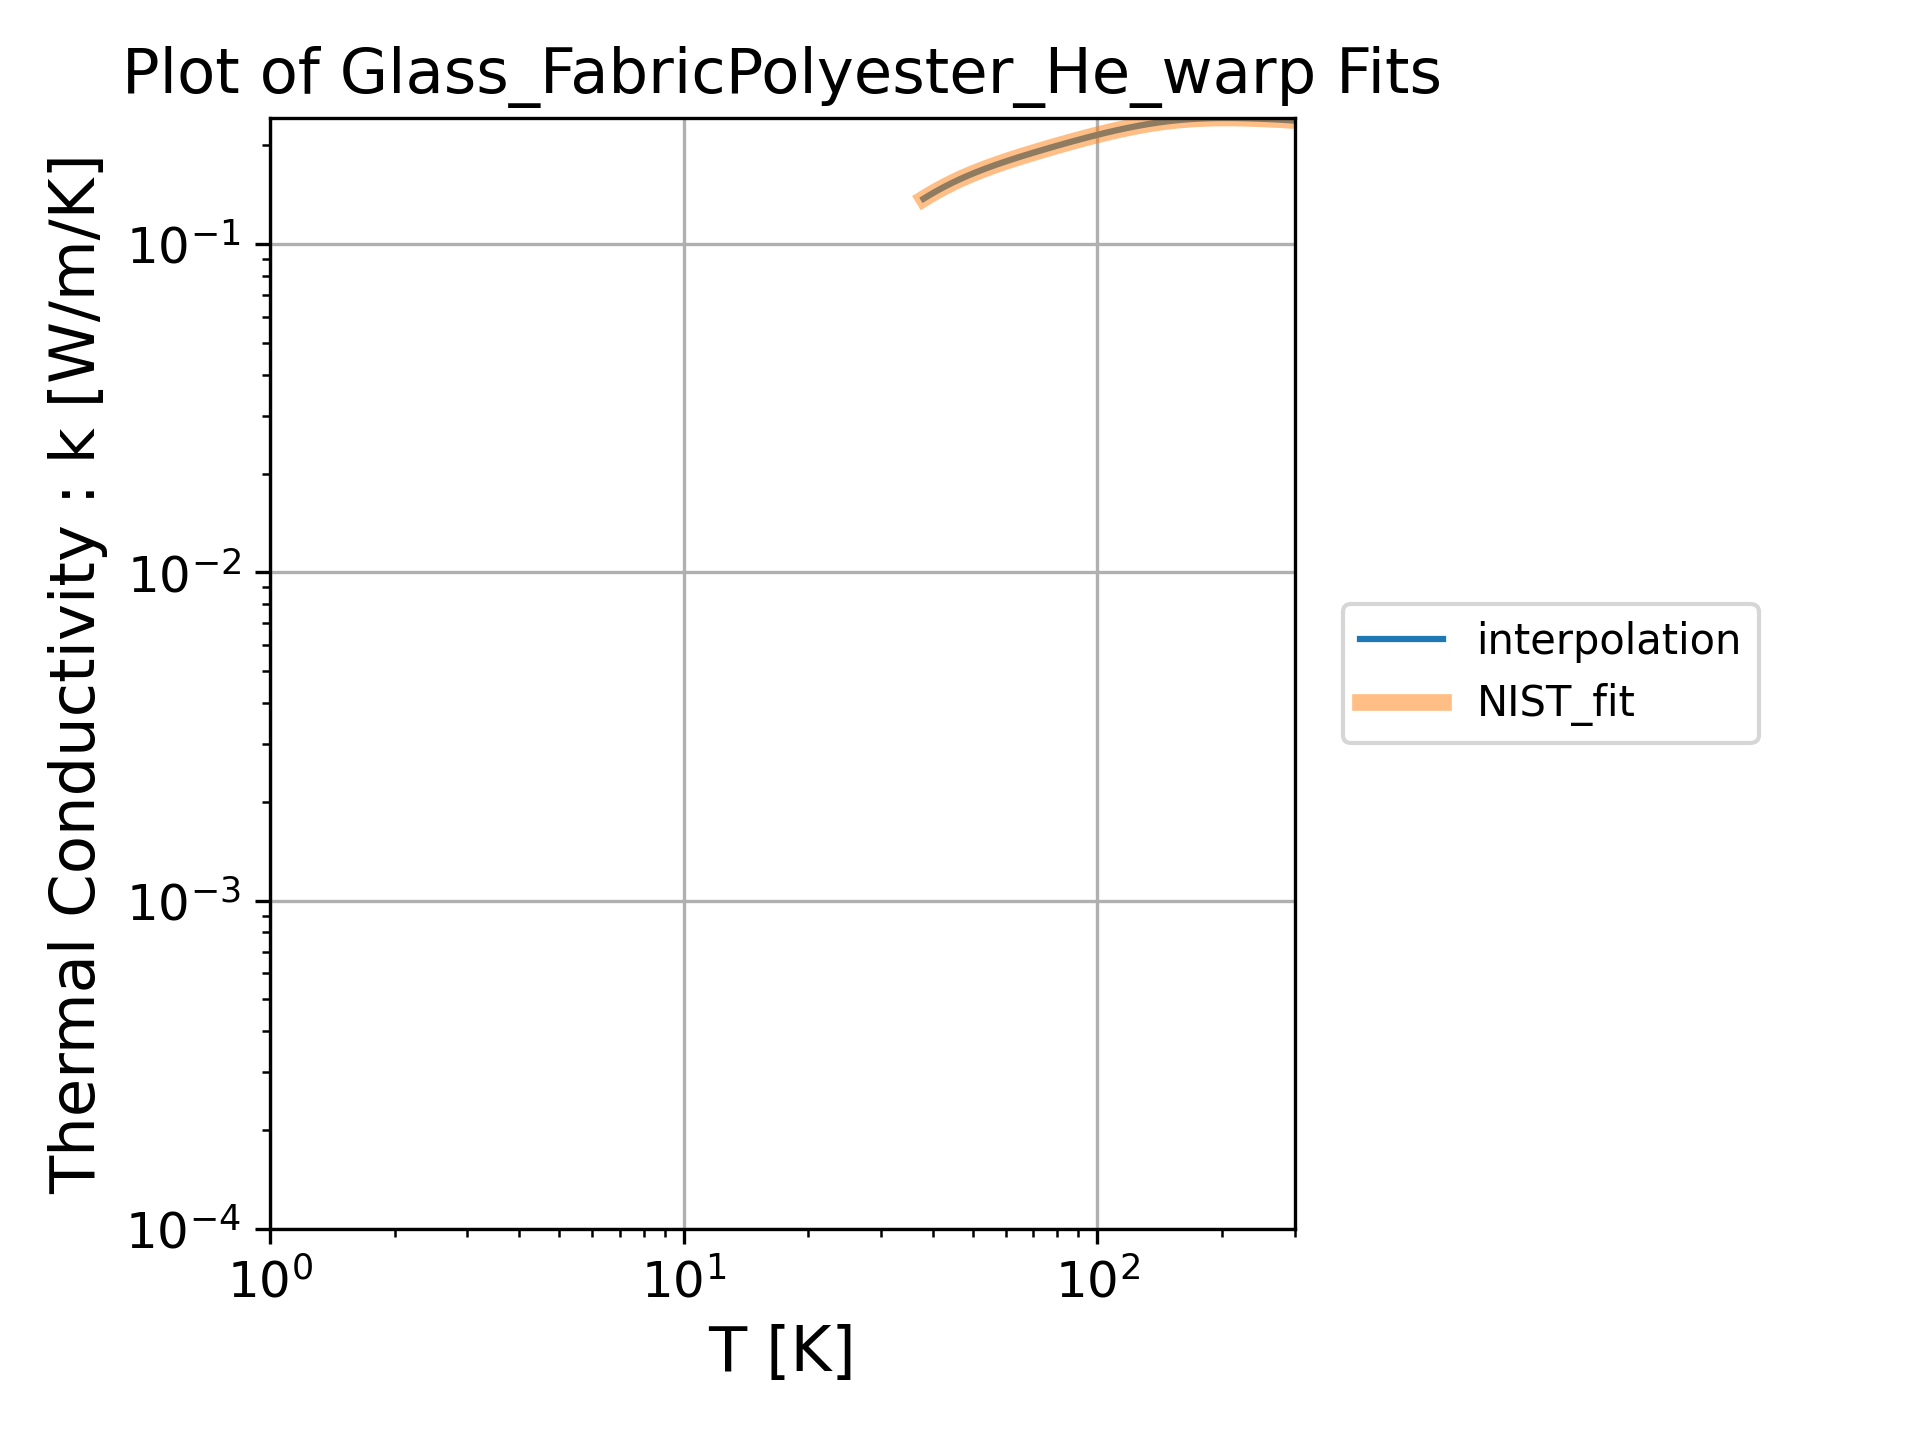 Plot of Glass_FabricPolyester_He_warp Fits
Thermal Conductivity : k [W/m/K]
10⁻¹
10⁻²
10⁻³
10⁻⁴
10⁰ 10¹ 10²
T [K]
interpolation
NIST_fit